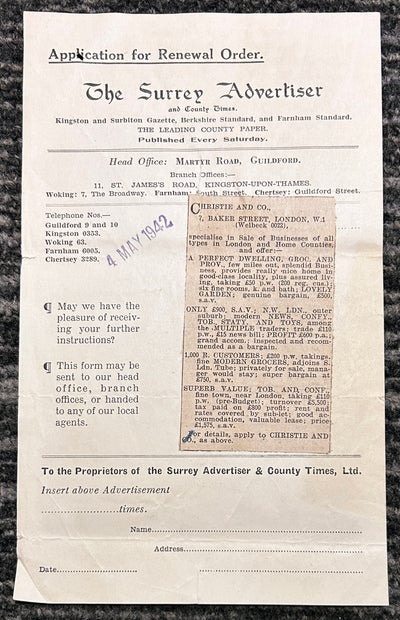 Application for Renewal Order.
The Surrey Advertiser
and County Times.
Kingston and Surbiton Gazette, Berkshire Standard, and Farnham Standard.
THE LEADING COUNTY PAPER.
Published Every Saturday.
Head Office: MARTYR ROAD, GUILDFORD.
Branch Offices:—
11, ST. JAMES'S ROAD, KINGSTON-UPON-THAMES.
Woking: 7, The Broadway. Farnham: South Street. Chertsey: Guildford Street.
Telephone Nos.—
Guildford 9 and 10
Kingston 0333.
Woking 63.
Farnham 6005.
Chertsey 3289.
4 MAY 1942
¶ May we have the
pleasure of receiv-
ing your further
instructions?
¶ This form may be
sent to our head
office, branch
offices, or handed
to any of our local
agents.
CHRISTIE AND CO.,
7, BAKER STREET, LONDON, W.1
(Welbeck 0022),
specialise in Sale of Businesses of all
types in London and Home Counties,
and offer:—
A PERFECT DWELLING, GROC. AND
PROV., few miles out, splendid Busi-
ness, provides really nice home in
good-class locality, plus assured liv-
ing, taking £50 p.w. (200 reg. cus.);
six fine rooms, k. and bath; LOVELY
GARDEN; genuine bargain, £500,
s.a.v.
ONLY £900, S.A.V.; N.W. LDN., outer
suburb; modern NEWS, CONFY.,
TOB., STATY. AND TOYS, among
the MULTIPLE traders; trade £110
p.w., £15 news bill; PROFIT £600 p.a.,
grand accom.; inspected and recom-
mended as a bargain.
1,000 R. CUSTOMERS; £200 p.w. takings,
fine MODERN GROCERS, adjoins S.
Ldn. Tube; privately for sale, mana-
ger would stay; super bargain at
£750, s.a.v.
SUPERB VALUE; TOB. AND CONF.,
fine town, near London, taking £110
p.w. (pre-Budget); turnover £5,500;
tax paid on £800 profit; rent and
rates covered by sublet; good ac-
commodation, valuable lease; price
£1,575, s.a.v.
For details, apply to CHRISTIE AND
CO., as above.
To the Proprietors of the Surrey Advertiser & County Times, Ltd.
Insert above Advertisement
........................times.
Name
Address
Date